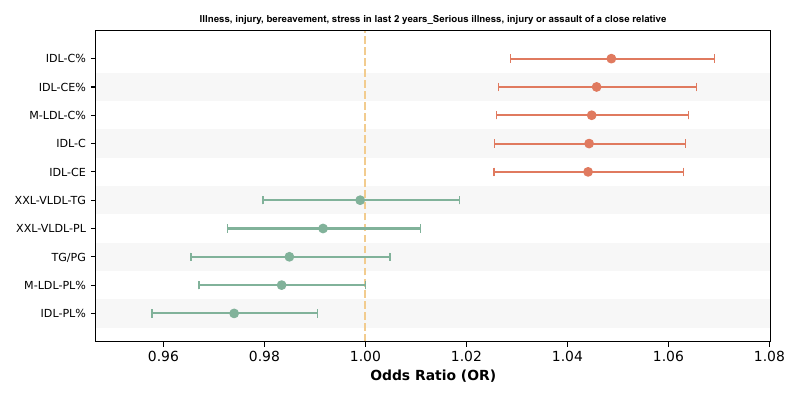 Illness, injury, bereavement, stress in last 2 years_Serious illness, injury or assault of a close relative
IDL-C%
IDL-CE%
M-LDL-C%
IDL-C
IDL-CE
XXL-VLDL-TG
XXL-VLDL-PL
TG/PG
M-LDL-PL%
IDL-PL%
0.96 0.98 1.00 1.02 1.04 1.06 1.08
Odds Ratio (OR)